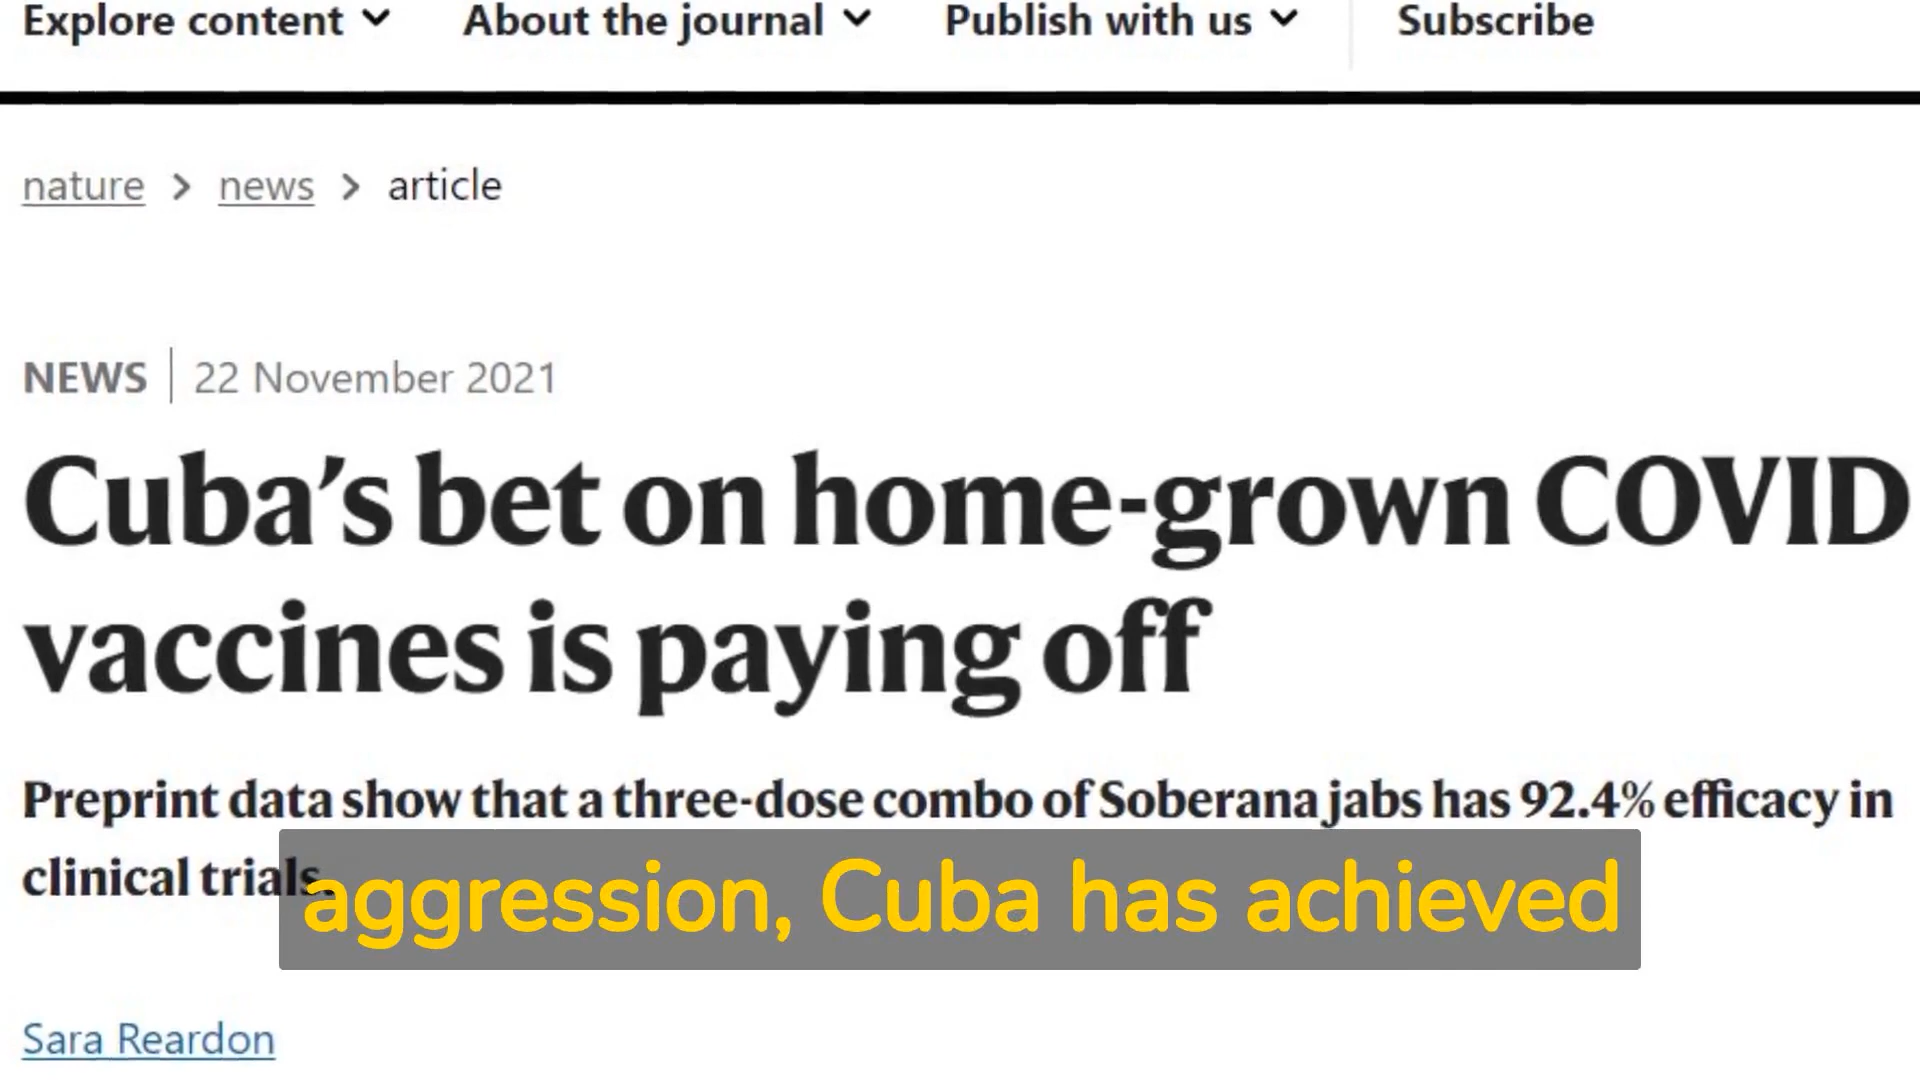 Explore content About the journal Publish with us Subscribe
nature > news > article
NEWS | 22 November 2021
Cuba’s bet on home-grown COVID
vaccines is paying off
Preprint data show that a three-dose combo of Soberana jabs has 92.4% efficacy in
clinical trials.
aggression, Cuba has achieved
Sara Reardon